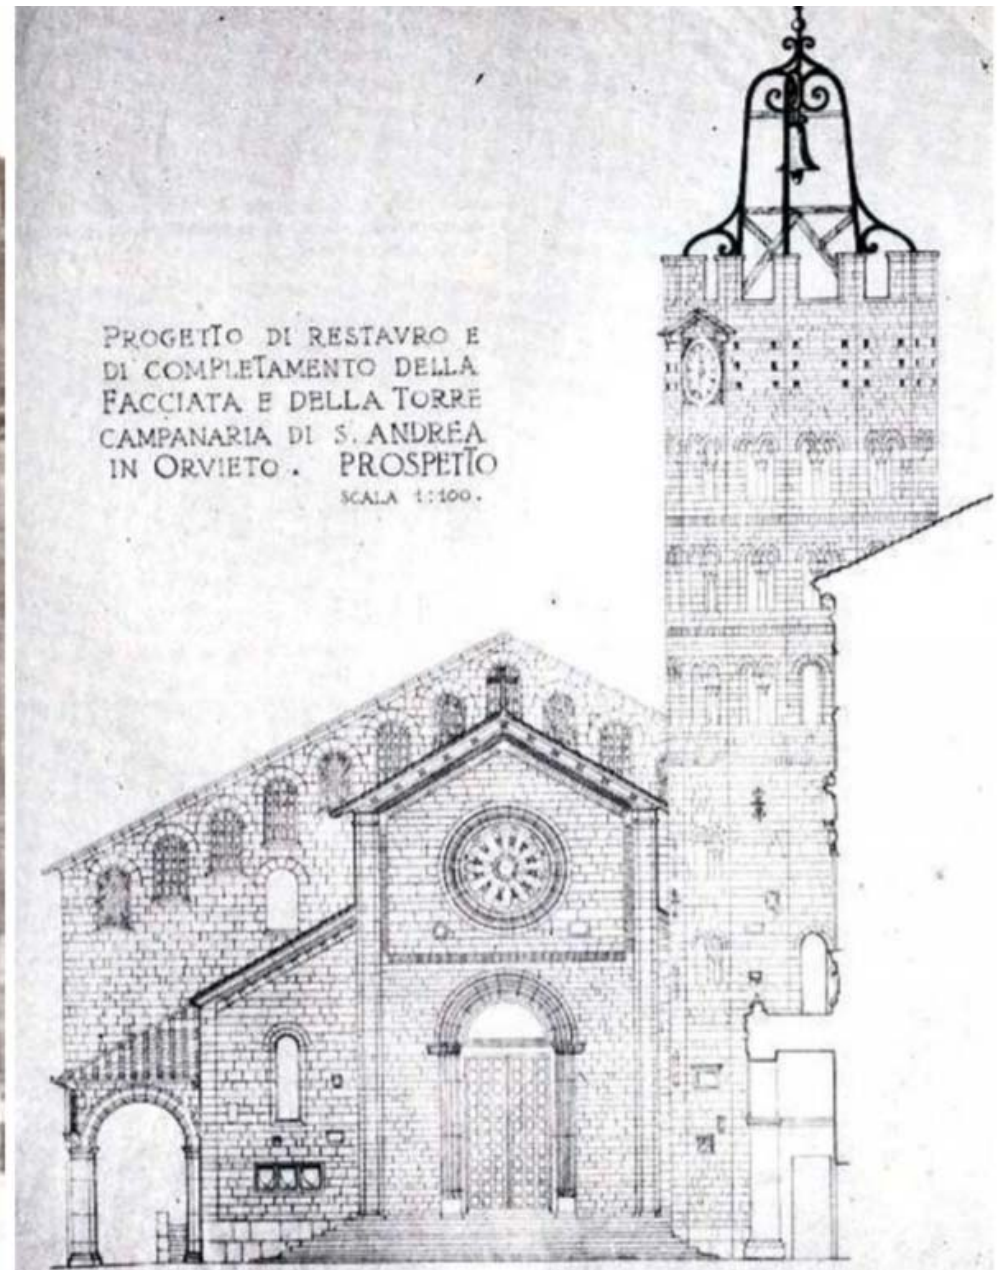 PROGETTO DI RESTAVRO E
DI COMPLETAMENTO DELLA
FACCIATA E DELLA TORRE
CAMPANARIA DI S. ANDREA
IN ORVIETO. PROSPETTO
SCALA 1:100.